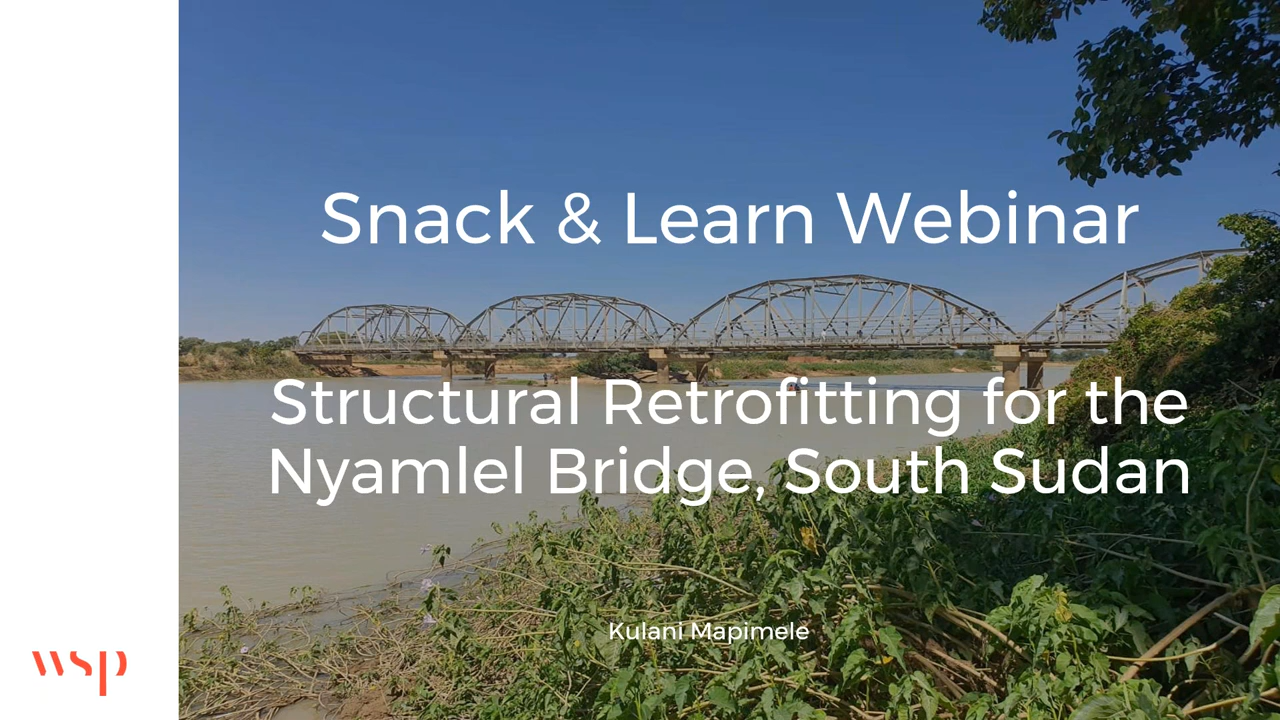 Snack & Learn Webinar
Structural Retrofitting for the
Nyamlel Bridge, South Sudan
Kulani Mapimele
wsp